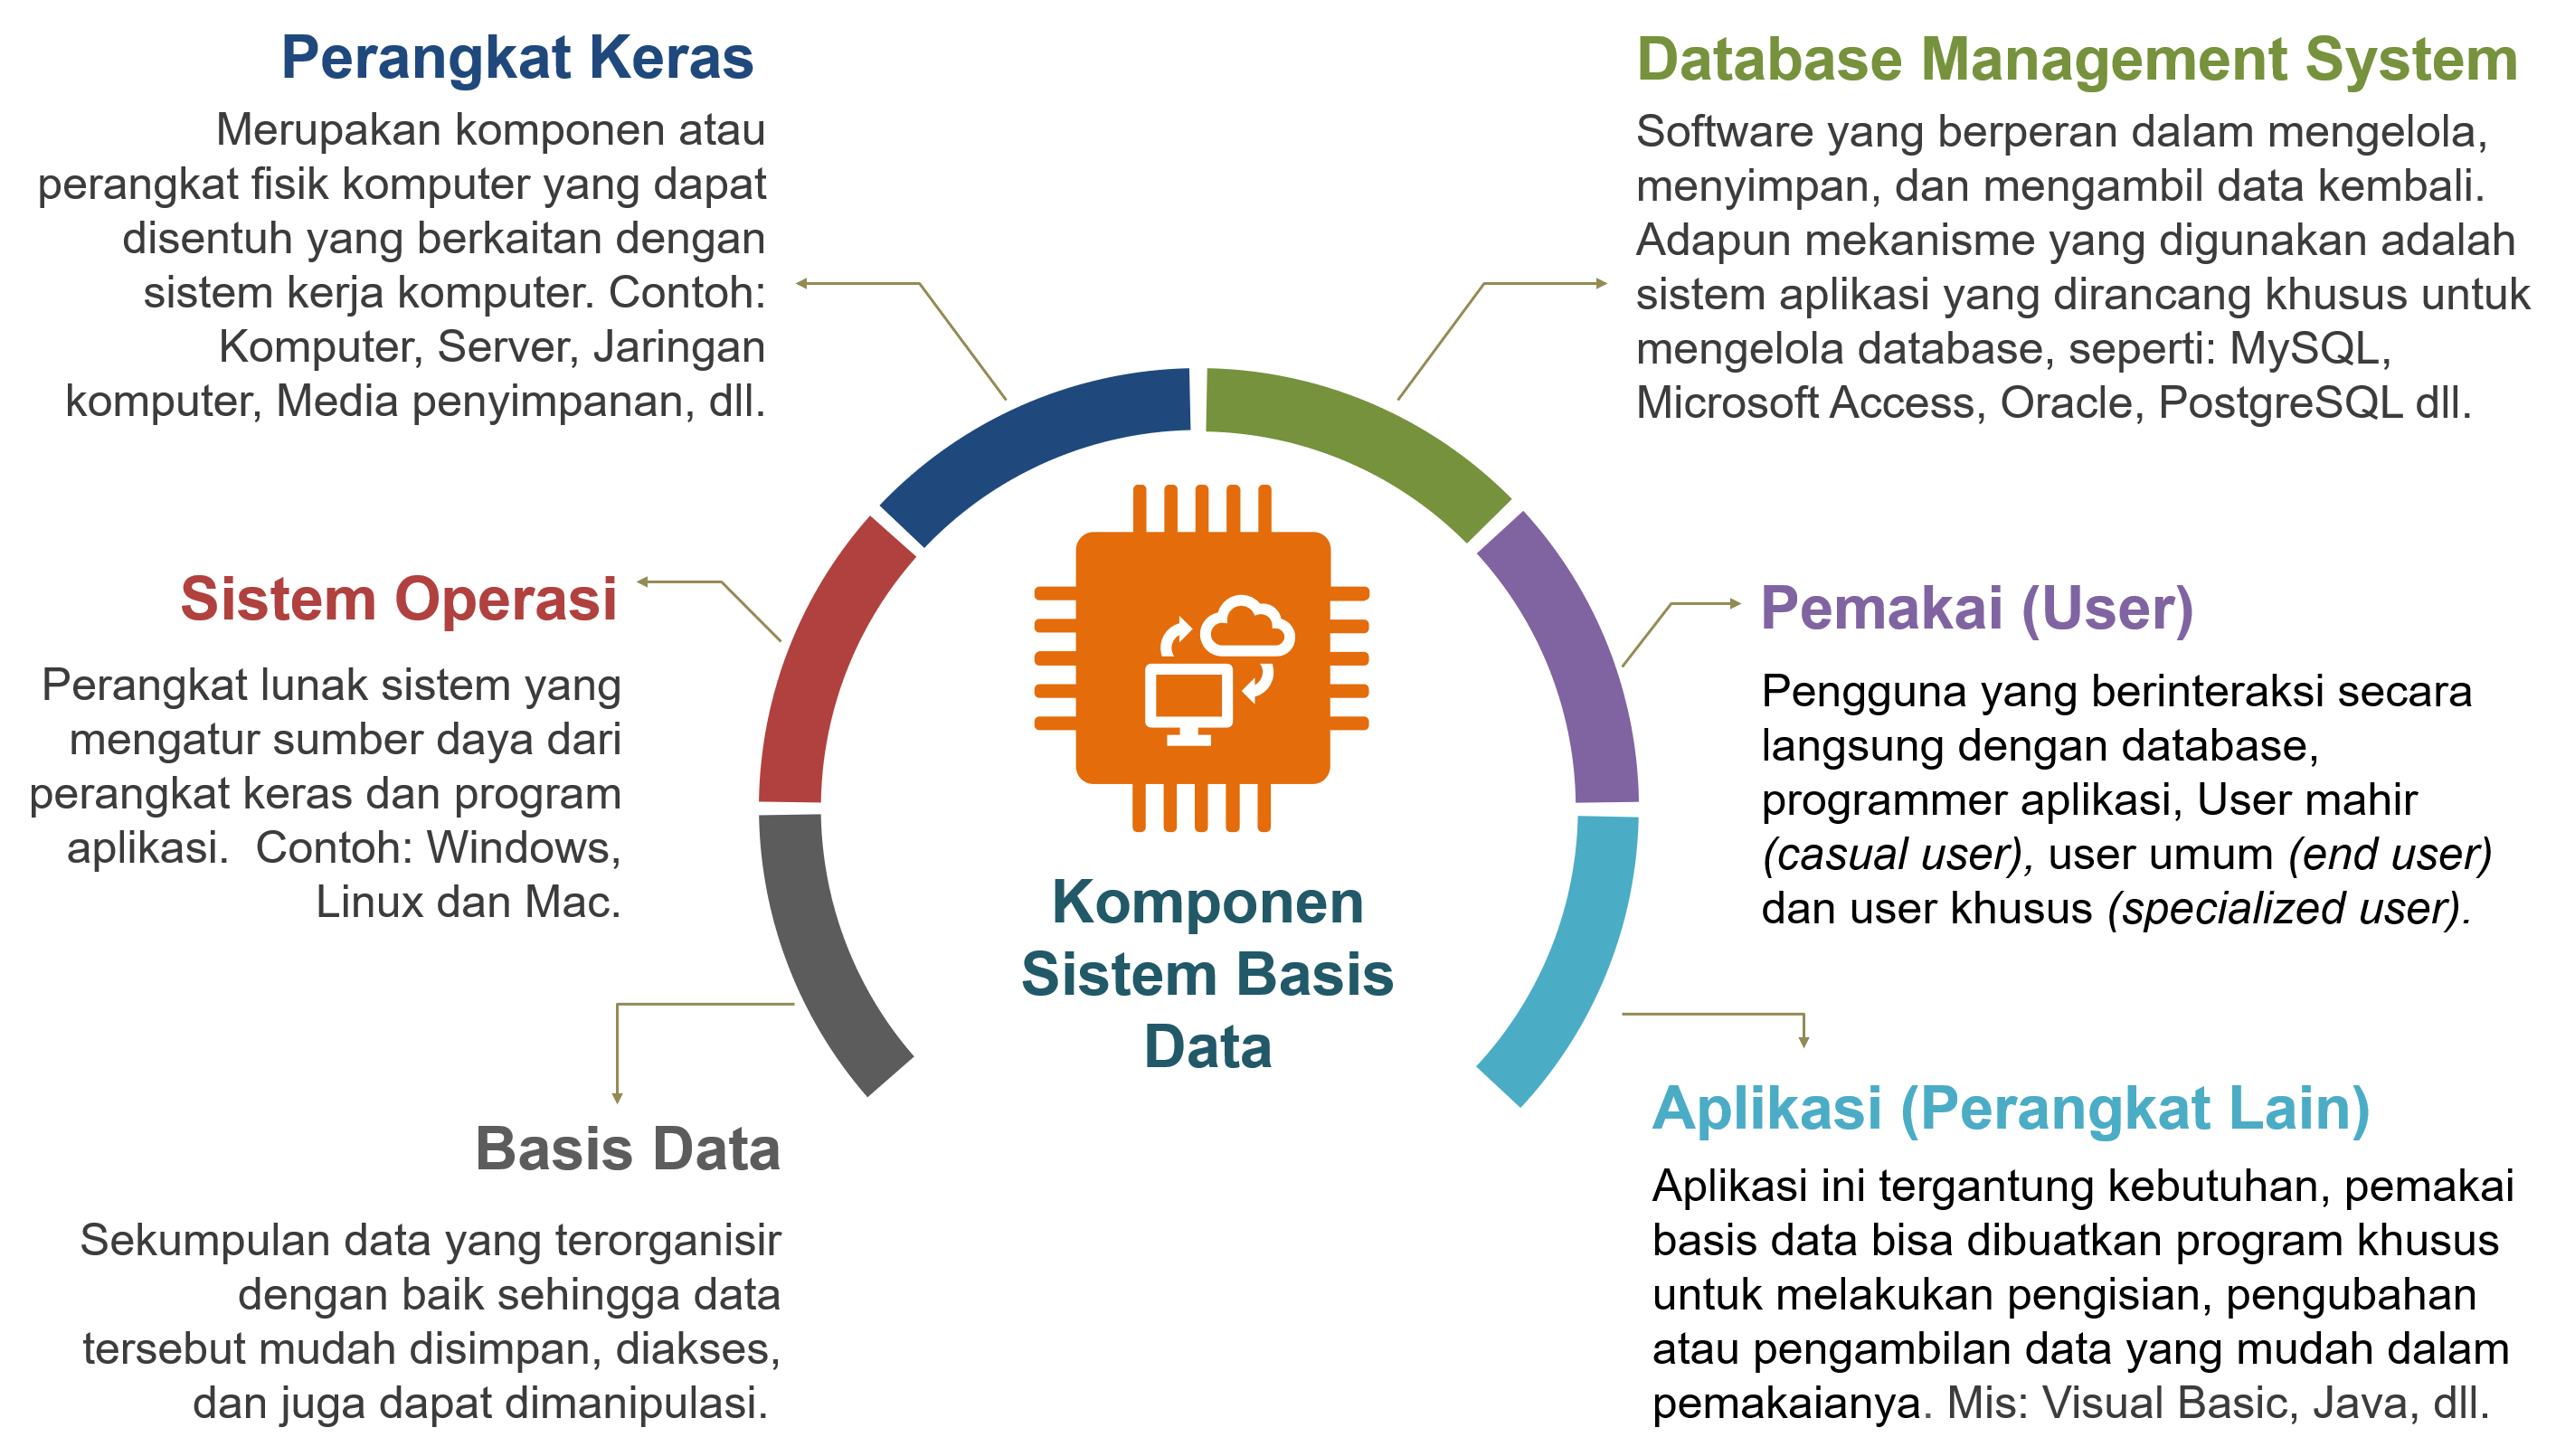 Perangkat Keras
Merupakan komponen atau
perangkat fisik komputer yang dapat
disentuh yang berkaitan dengan
sistem kerja komputer. Contoh:
Komputer, Server, Jaringan
komputer, Media penyimpanan, dll.
Sistem Operasi
Perangkat lunak sistem yang
mengatur sumber daya dari
perangkat keras dan program
aplikasi.  Contoh: Windows,
Linux dan Mac.
Basis Data
Sekumpulan data yang terorganisir
dengan baik sehingga data
tersebut mudah disimpan, diakses,
dan juga dapat dimanipulasi.
Komponen
Sistem Basis
Data
Database Management System
Software yang berperan dalam mengelola,
menyimpan, dan mengambil data kembali.
Adapun mekanisme yang digunakan adalah
sistem aplikasi yang dirancang khusus untuk
mengelola database, seperti: MySQL,
Microsoft Access, Oracle, PostgreSQL dll.
Pemakai (User)
Pengguna yang berinteraksi secara
langsung dengan database,
programmer aplikasi, User mahir
(casual user), user umum (end user)
dan user khusus (specialized user).
Aplikasi (Perangkat Lain)
Aplikasi ini tergantung kebutuhan, pemakai
basis data bisa dibuatkan program khusus
untuk melakukan pengisian, pengubahan
atau pengambilan data yang mudah dalam
pemakaianya. Mis: Visual Basic, Java, dll.